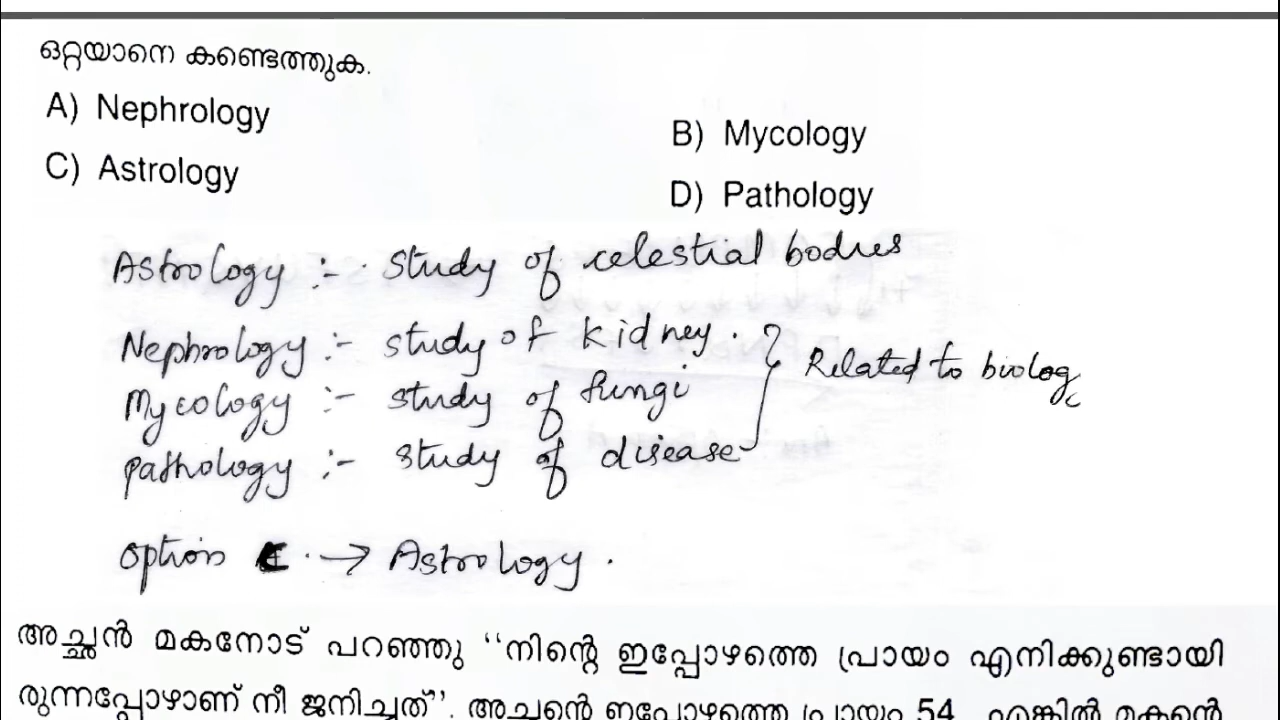 ഒറ്റയാനെ കണ്ടെത്തുക.
A) Nephrology
B) Mycology
C) Astrology
D) Pathology
Astrology :- study of celestial bodies
Nephrology :- study of kidney.
Mycology :- study of fungi
Related to biology
pathology :- study of disease
option C. → Astrology.
അച്ഛൻ മകനോട് പറഞ്ഞു “നിന്റെ ഇപ്പോഴത്തെ പ്രായം എനിക്കുണ്ടായി
രുന്നപ്പോഴാണ് നീ ജനിച്ചത്”. അച്ഛന്റെ ഇപ്പോഴത്തെ പ്രായം 54 എങ്കിൽ മകന്റെ